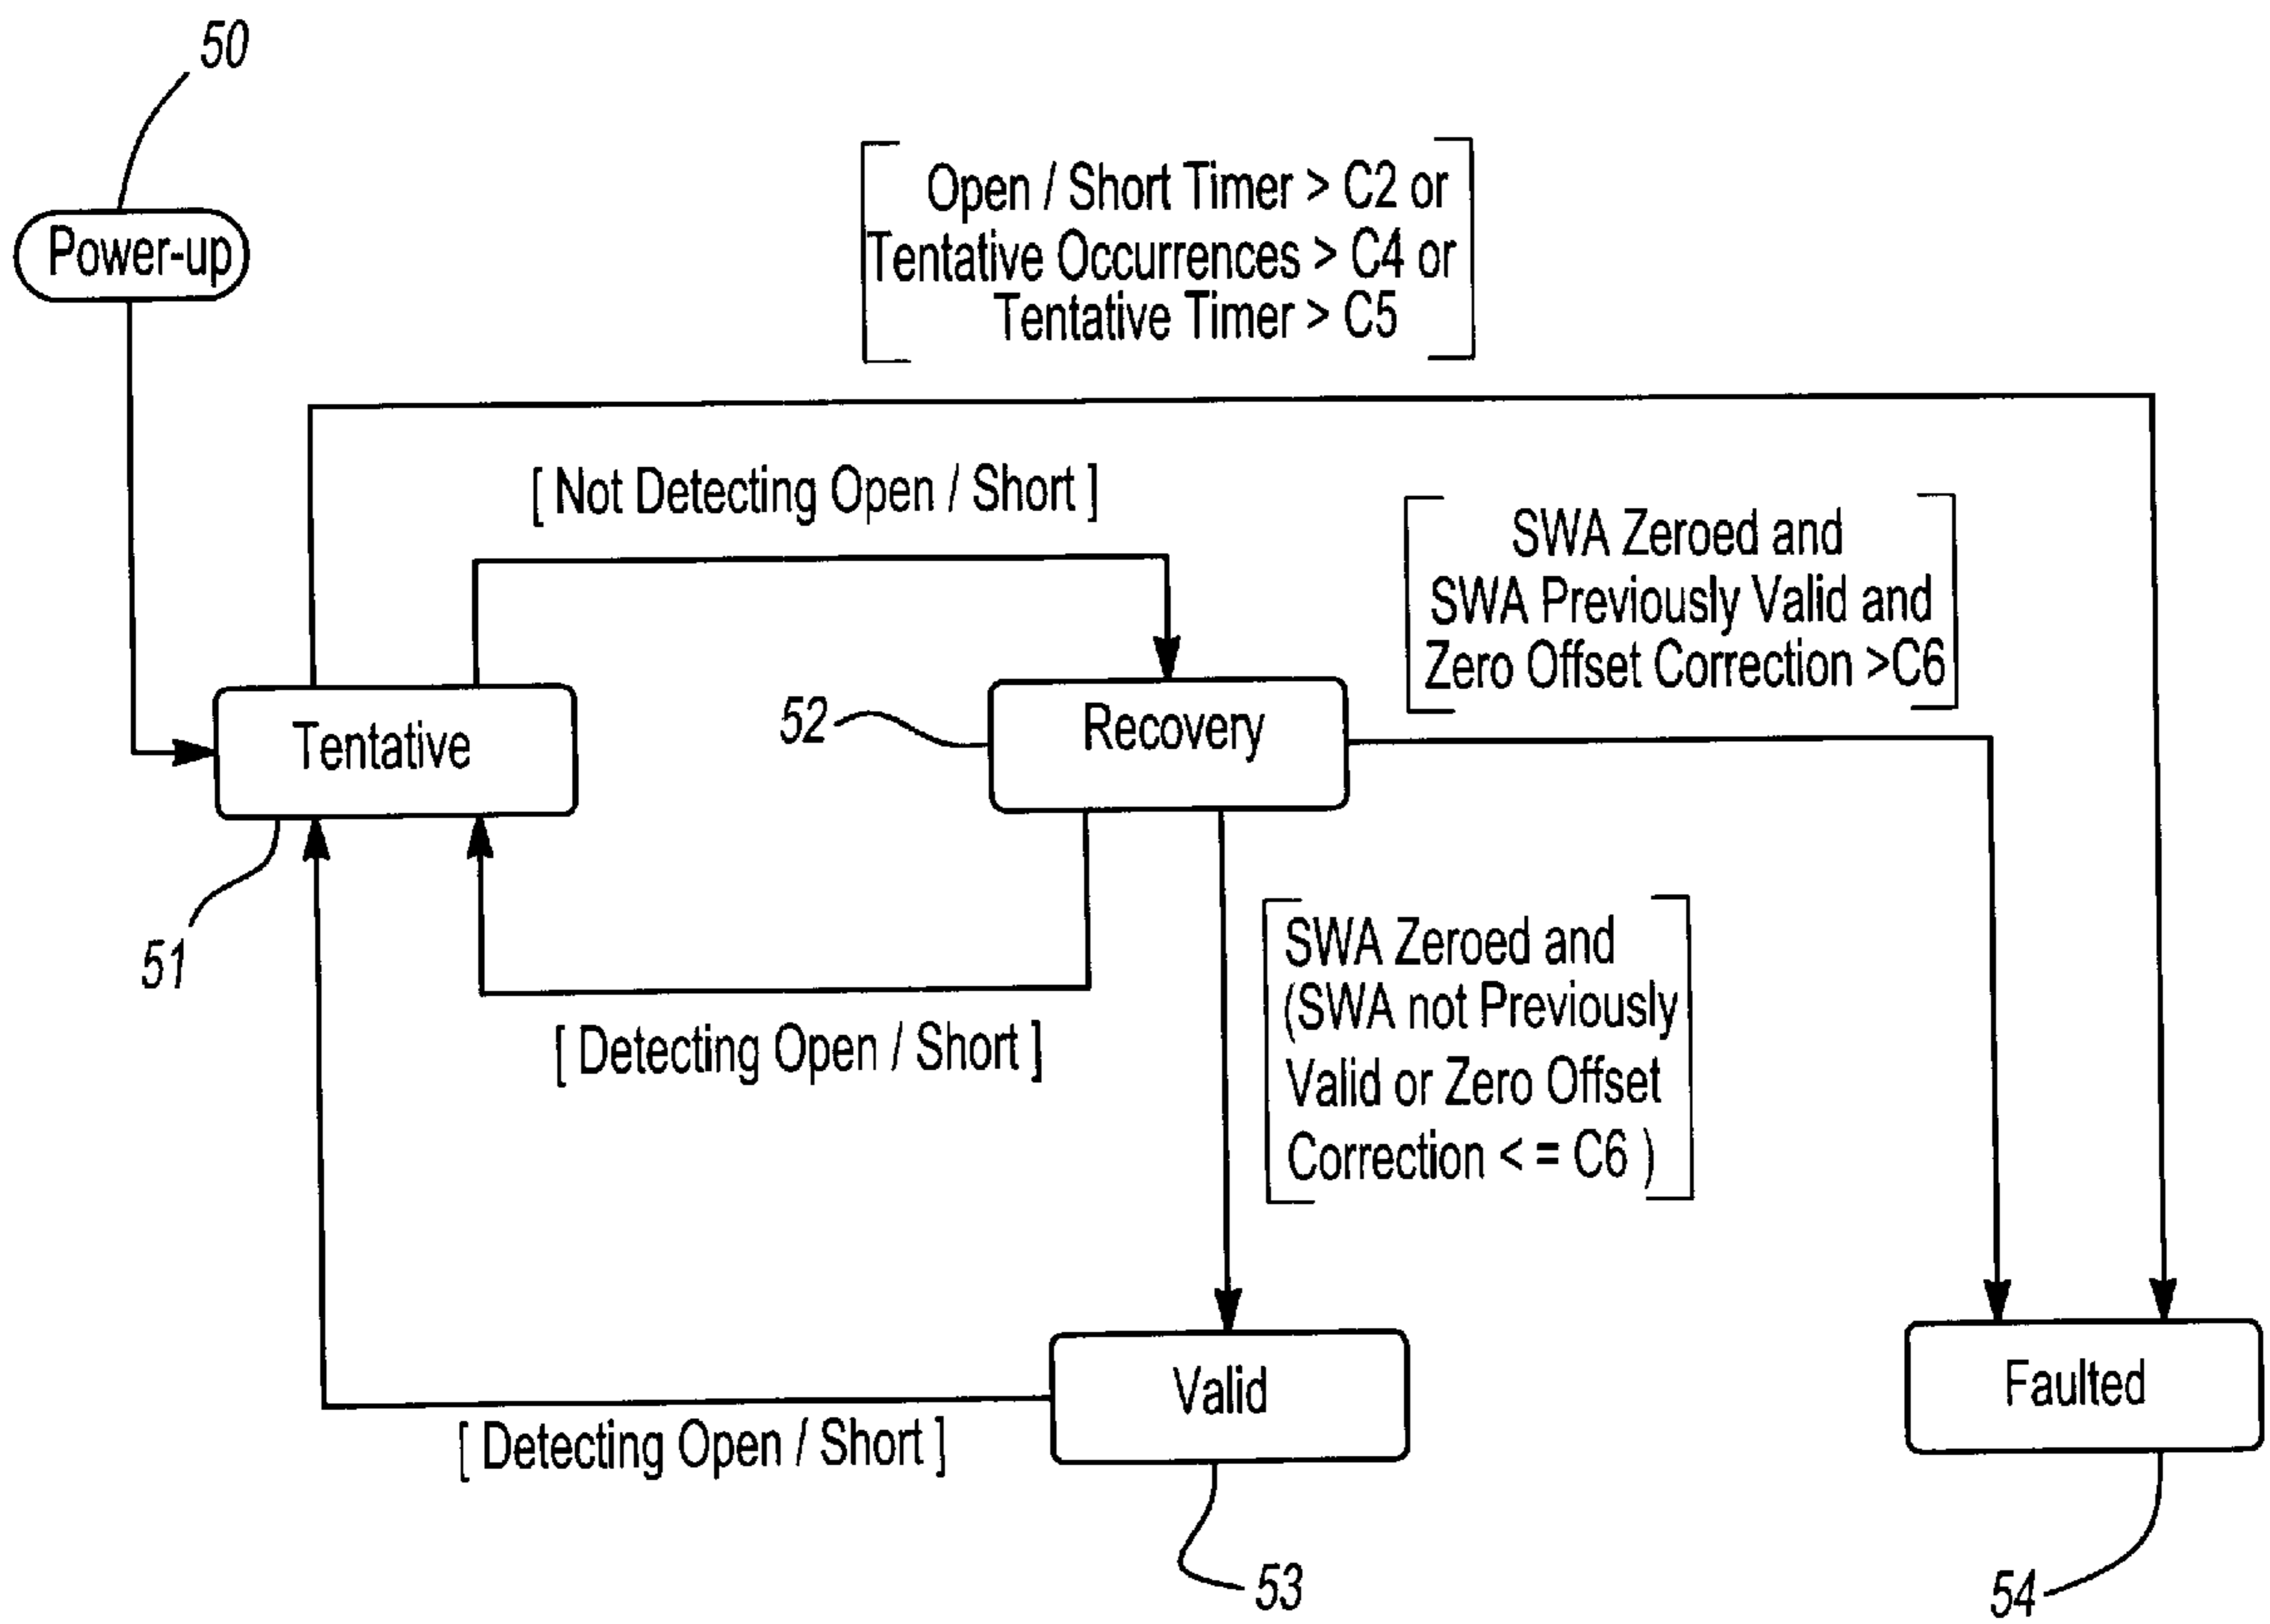 50
Power-up
Open / Short Timer > C2 or
Tentative Occurrences > C4 or
Tentative Timer > C5
[ Not Detecting Open / Short ]
SWA Zeroed and
SWA Previously Valid and
Zero Offset Correction >C6
Tentative
51
52
Recovery
[ Detecting Open / Short ]
SWA Zeroed and
(SWA not Previously
Valid or Zero Offset
Correction < = C6 )
[ Detecting Open / Short ]
Valid
53
Faulted
54